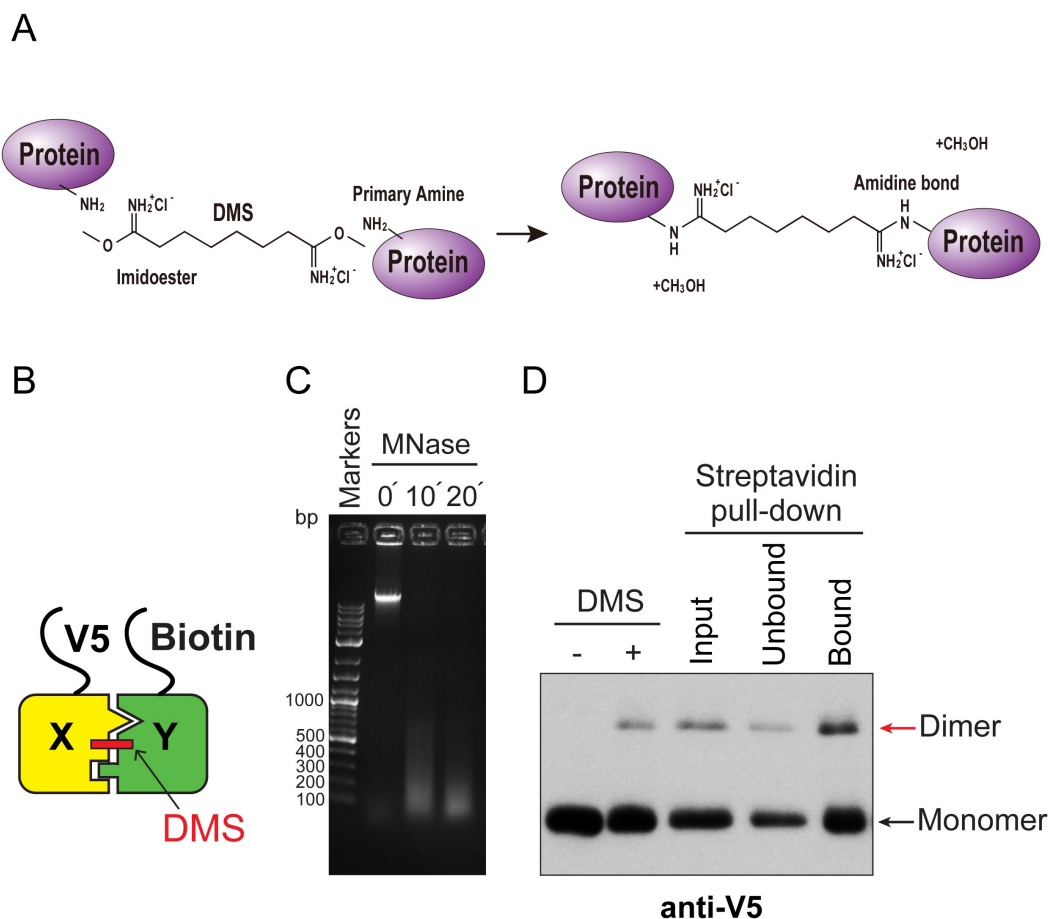 A
Protein
NH2
NH2+Cl-
DMS
O
Imidoester
Primary Amine
NH2
O
NH2+Cl-
Protein
Protein
NH2+Cl-
N
H
+CH3OH
+CH3OH
Amidine bond
H
N
NH2+Cl-
Protein
B
V5
Biotin
X
Y
DMS
C
Markers
MNase
0´ 10´ 20´
bp
1000
500
400
300
200
100
D
Streptavidin
pull-down
DMS
- +
Input
Unbound
Bound
Dimer
Monomer
anti-V5